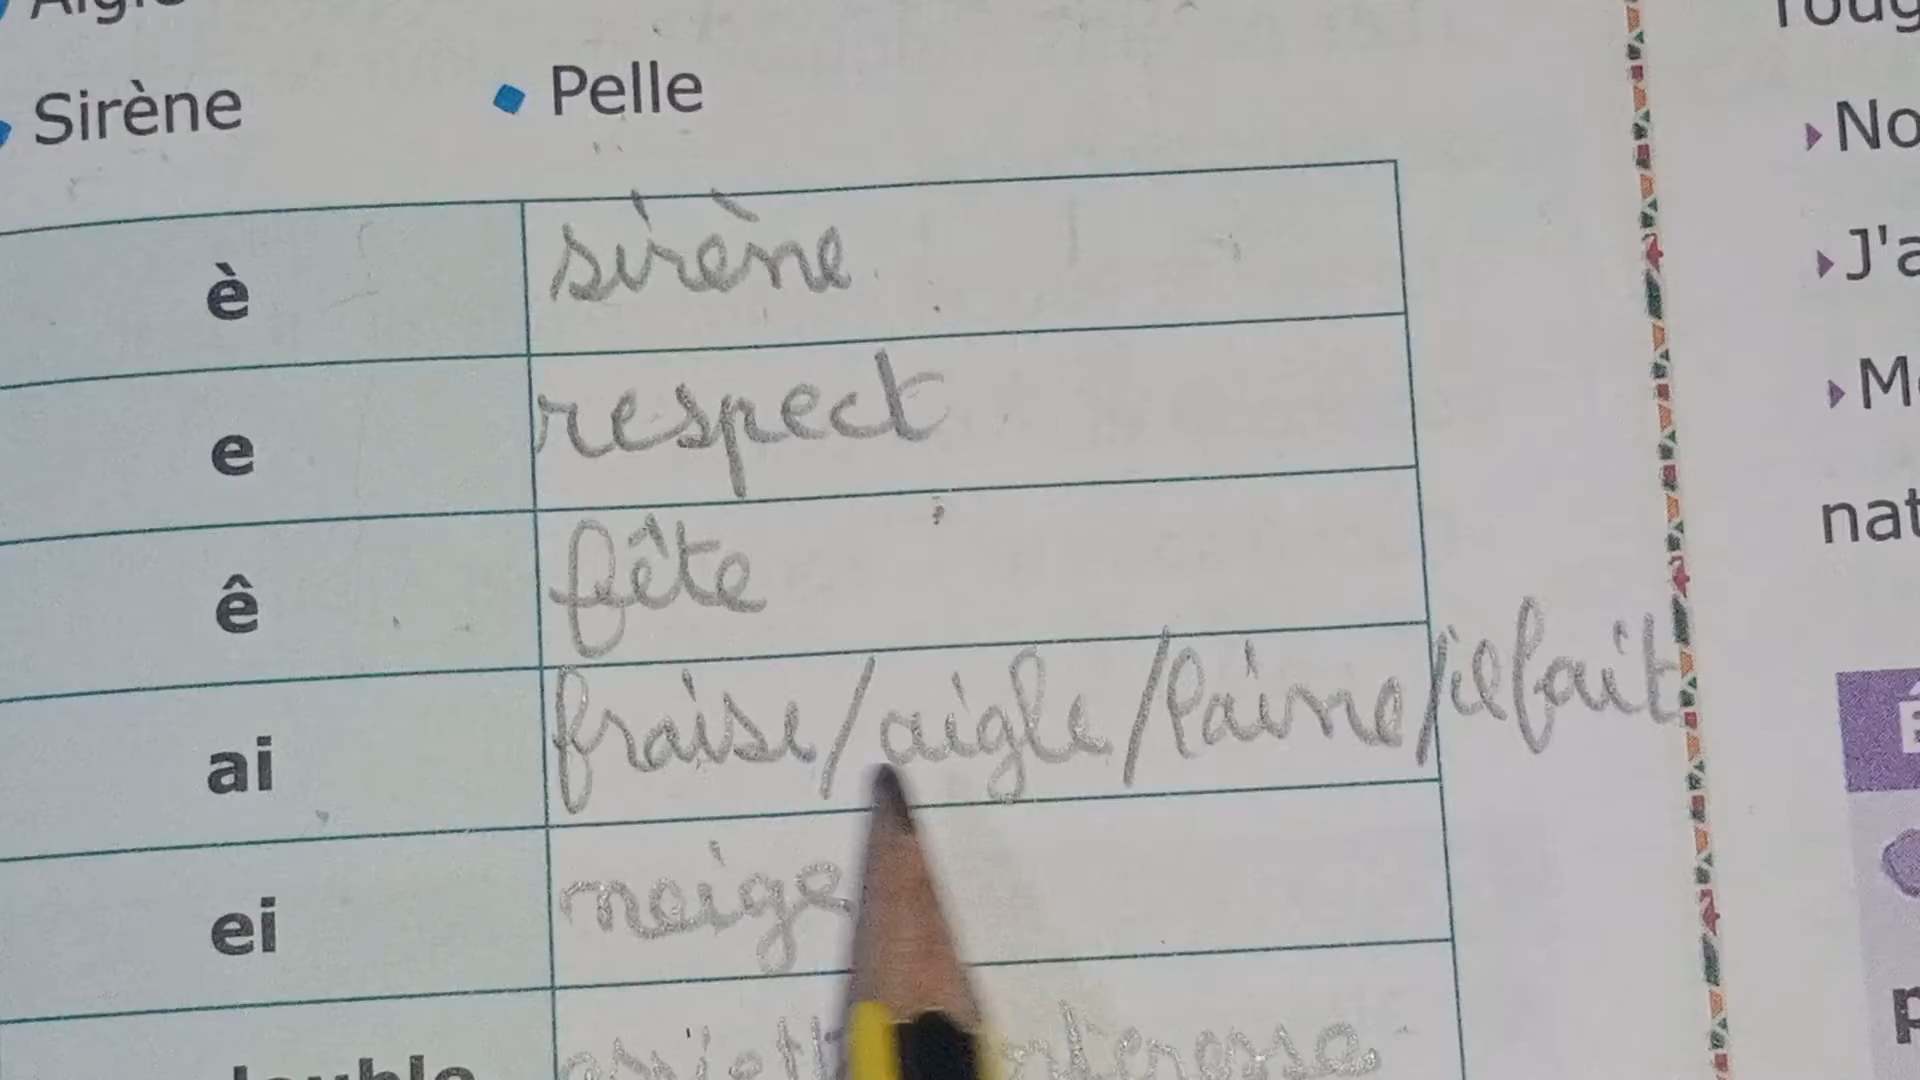 Sirène
Pelle
è sirène
e respect
ê fête
ai fraise/aigle/laine/il fait
ei neige
No
J'a
nat